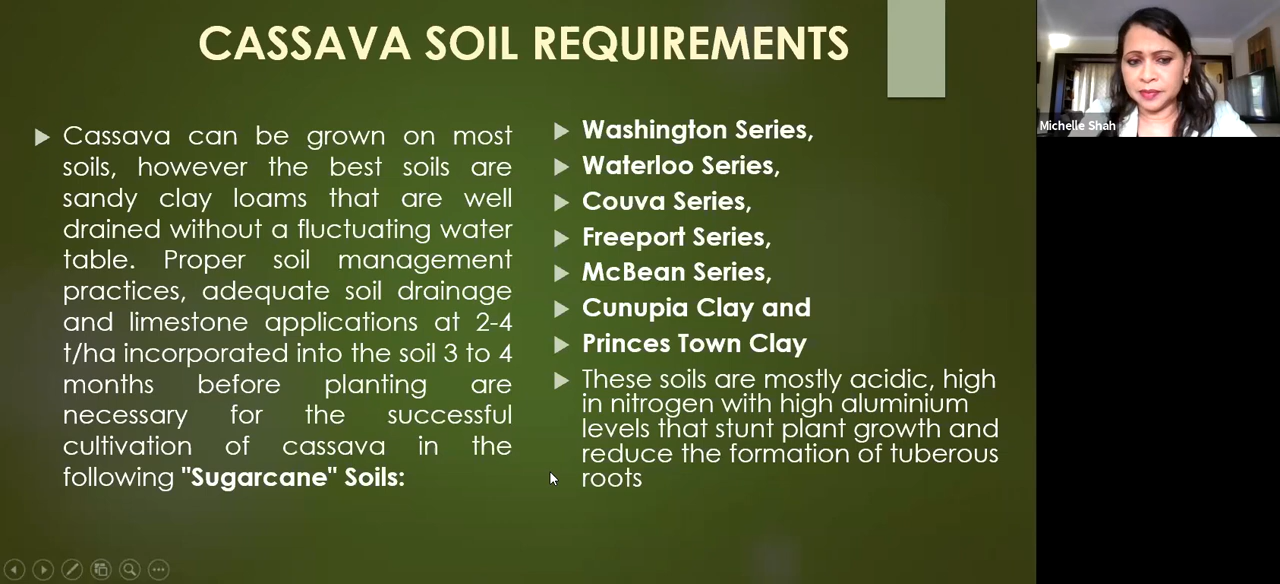 CASSAVA SOIL REQUIREMENTS
Cassava can be grown on most
soils, however the best soils are
sandy clay loams that are well
drained without a fluctuating water
table. Proper soil management
practices, adequate soil drainage
and limestone applications at 2-4
t/ha incorporated into the soil 3 to 4
months before planting are
necessary for the successful
cultivation of cassava in the
following "Sugarcane" Soils:
Washington Series,
Waterloo Series,
Couva Series,
Freeport Series,
McBean Series,
Cunupia Clay and
Princes Town Clay
These soils are mostly acidic, high
in nitrogen with high aluminium
levels that stunt plant growth and
reduce the formation of tuberous
roots
Michelle Shah